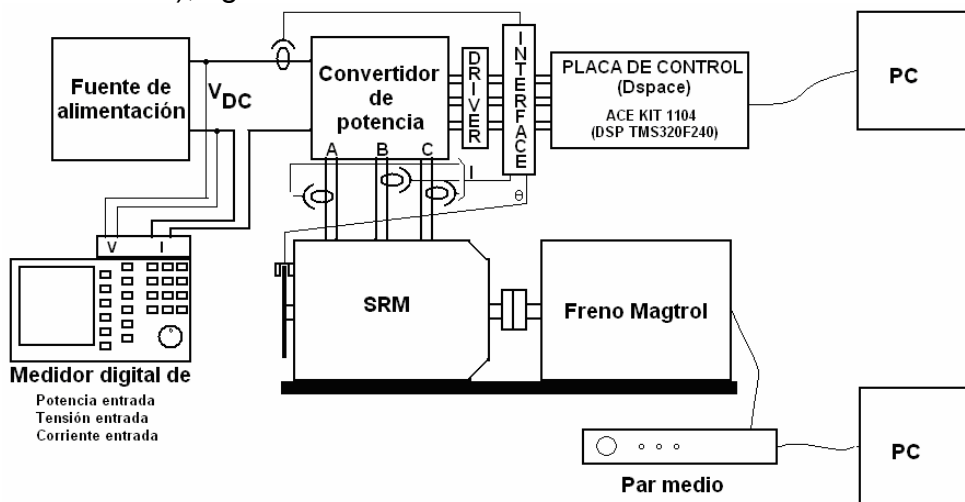 Fuente de
alimentación
V DC
Convertidor
de
potencia
A B C
DRIVER
INTERFACE
PLACA DE CONTROL
(Dspace)
ACE KIT 1104
(DSP TMS320F240)
PC
I
θ
V I
SRM
Freno Magtrol
Medidor digital de
Potencia entrada
Tensión entrada
Corriente entrada
Par medio
PC